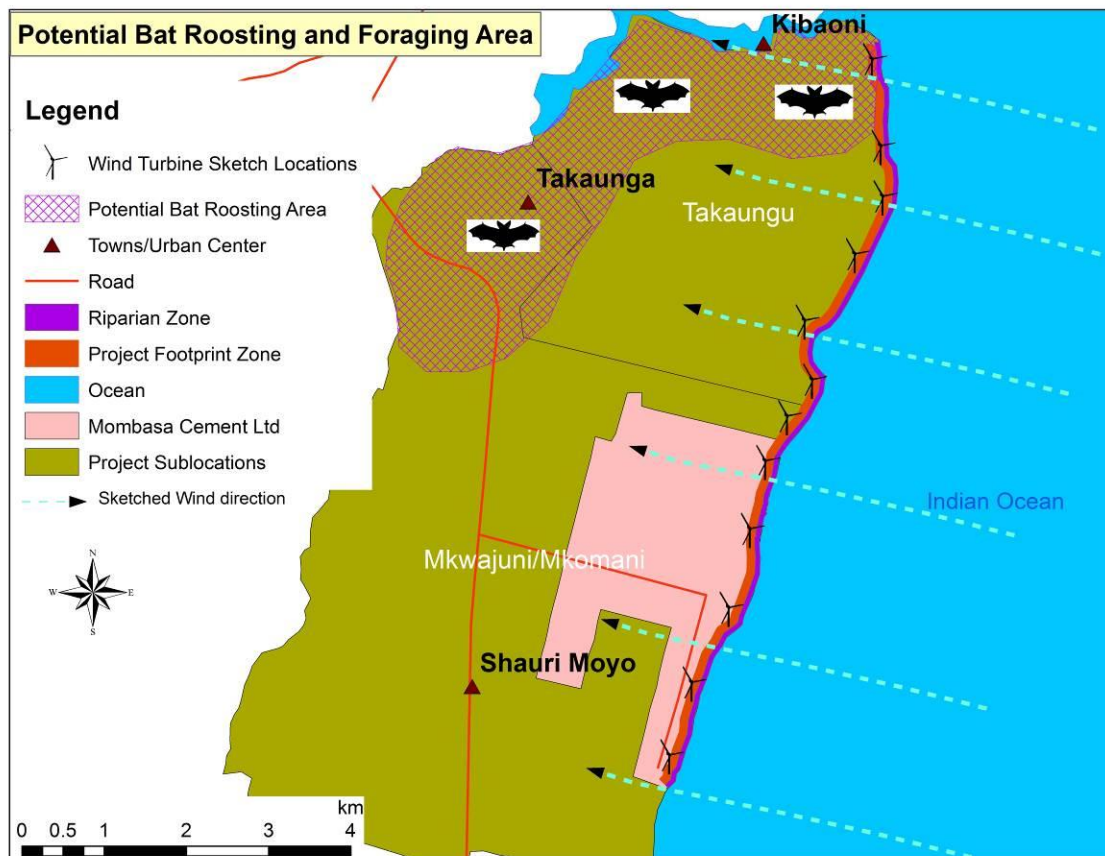 Potential Bat Roosting and Foraging Area
Kibaoni
Legend
Wind Turbine Sketch Locations
Potential Bat Roosting Area
Towns/Urban Center
Road
Riparian Zone
Project Footprint Zone
Ocean
Mombasa Cement Ltd
Project Sublocations
Sketched Wind direction
Takaunga
Takaungu
Indian Ocean
Mkwajuni/Mkomani
Shauri Moyo
N
W E
S
km
0 0.5 1 2 3 4